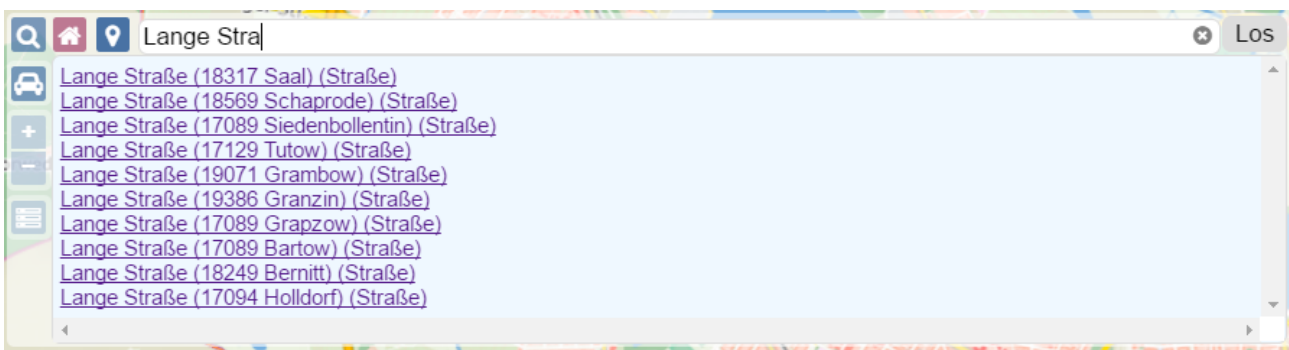 Lange Stra
Los
Lange Straße (18317 Saal) (Straße)
Lange Straße (18569 Schaprode) (Straße)
Lange Straße (17089 Siedenbollentin) (Straße)
Lange Straße (17129 Tutow) (Straße)
Lange Straße (19071 Grambow) (Straße)
Lange Straße (19386 Granzin) (Straße)
Lange Straße (17089 Grapzow) (Straße)
Lange Straße (17089 Bartow) (Straße)
Lange Straße (18249 Bernitt) (Straße)
Lange Straße (17094 Holldorf) (Straße)